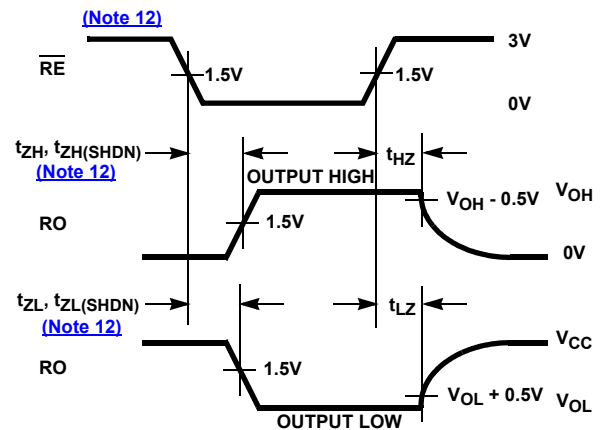 (Note 12)
3V
RE
1.5V
1.5V
0V
tZH, tZH(SHDN)
(Note 12)
tHZ
OUTPUT HIGH
VOH - 0.5V
VOH
RO
1.5V
0V
tZL, tZL(SHDN)
(Note 12)
tLZ
VCC
RO
1.5V
VOL + 0.5V
VOL
OUTPUT LOW